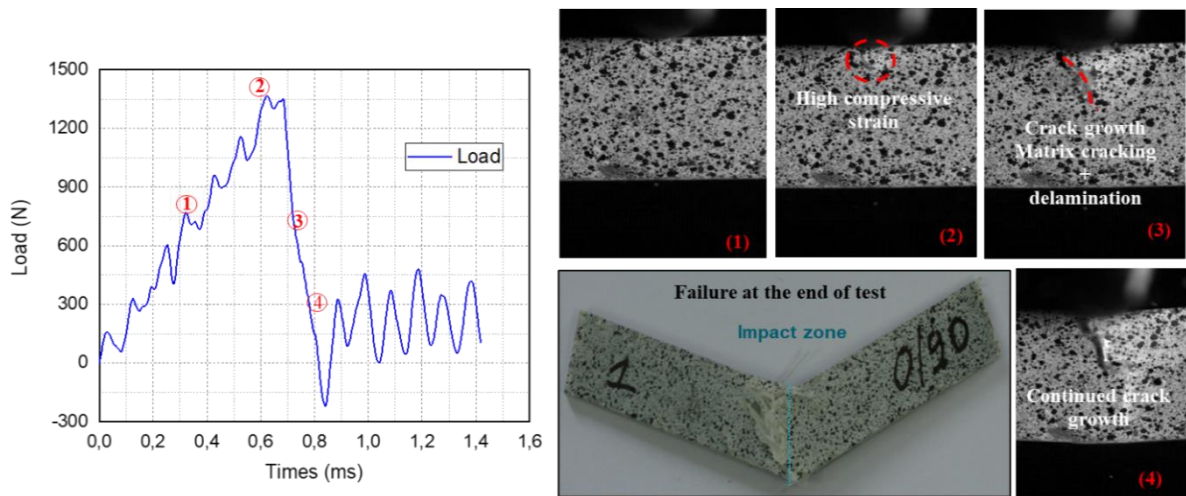 1500
1200
900
600
300
0
-300
Load (N)
0,0
0,2
0,4
0,6
0,8
1,0
1,2
1,4
1,6
Times (ms)
Load
1
2
3
4
(1)
High compressive
strain
(2)
Crack growth
Matrix cracking
+
delamination
(3)
Failure at the end of test
Impact zone
1
0/90
Continued crack
growth
(4)